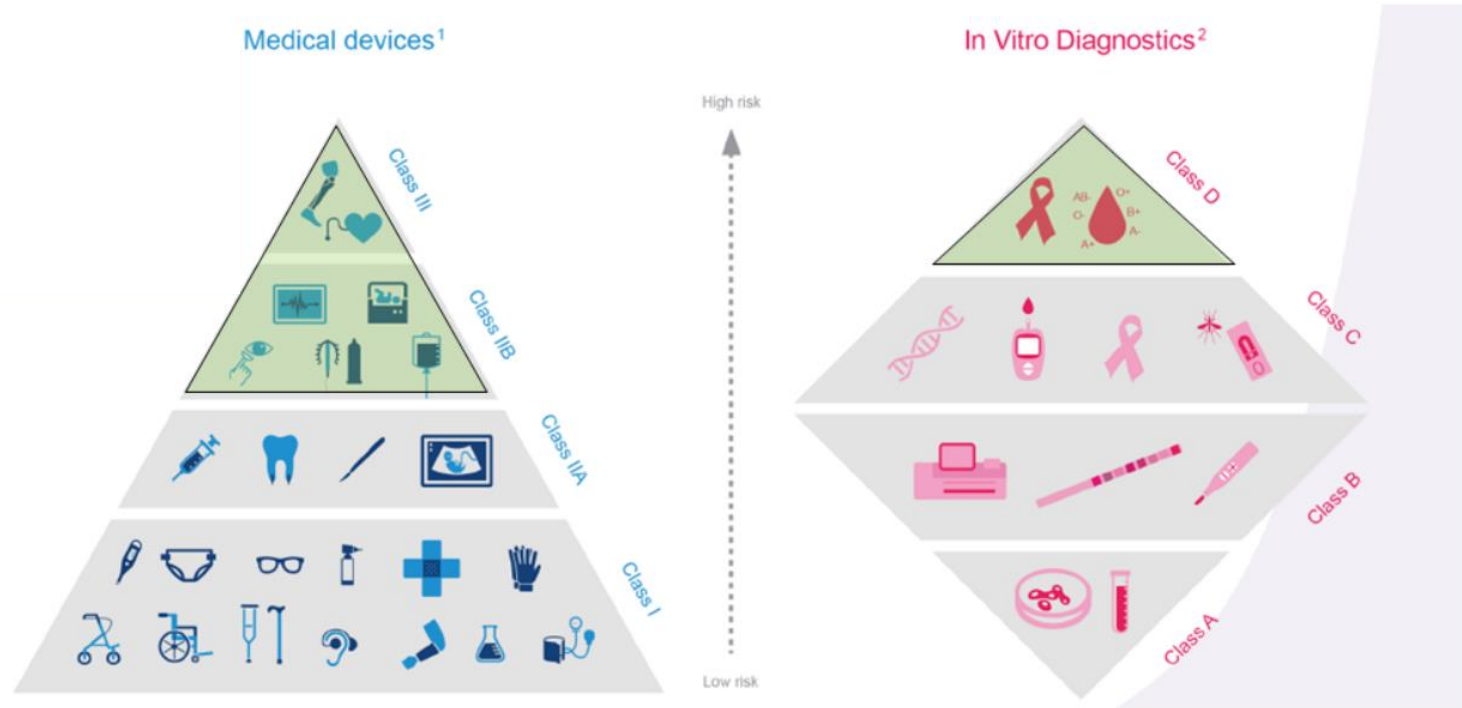 Medical devices¹
In Vitro Diagnostics²
High risk
Low risk
Class III
Class IIB
Class IIA
Class I
Class D
AB-
O+
O-
B+
A-
A+
Class C
Class B
Class A